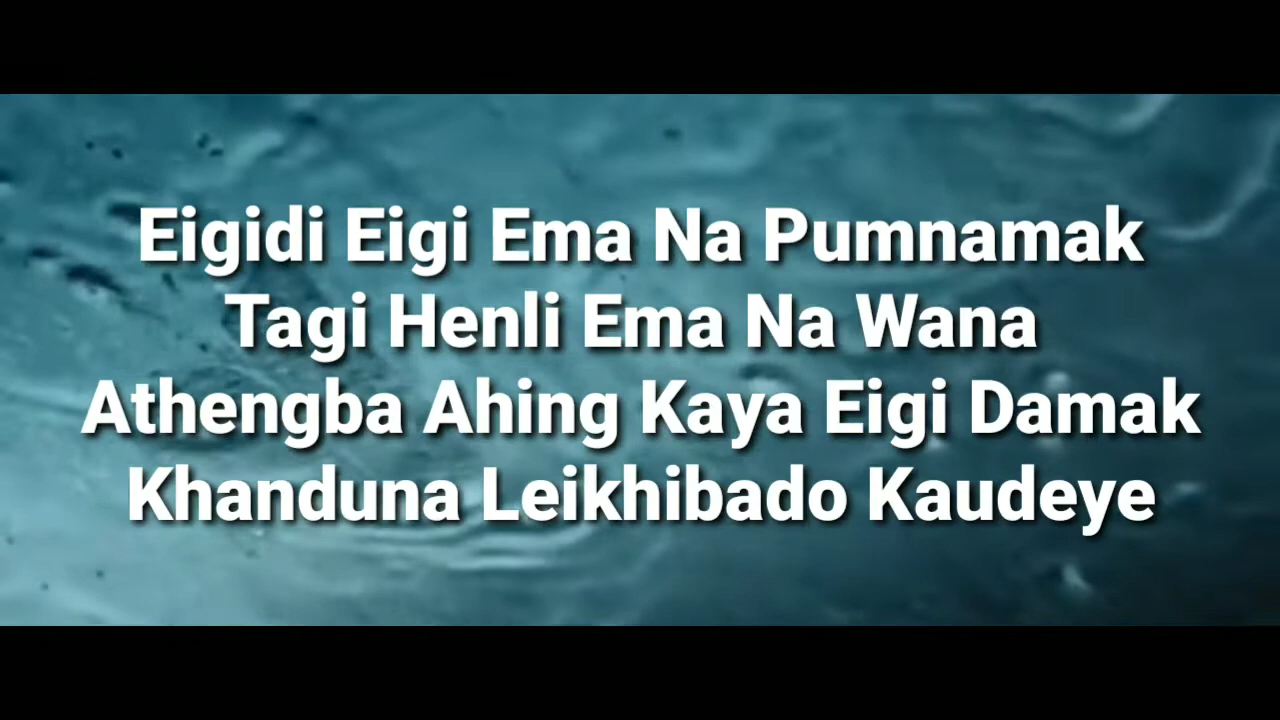 Eigidi Eigi Ema Na Pumnamak
Tagi Henli Ema Na Wana
Athengba Ahing Kaya Eigi Damak
Khanduna Leikhibado Kaudeye